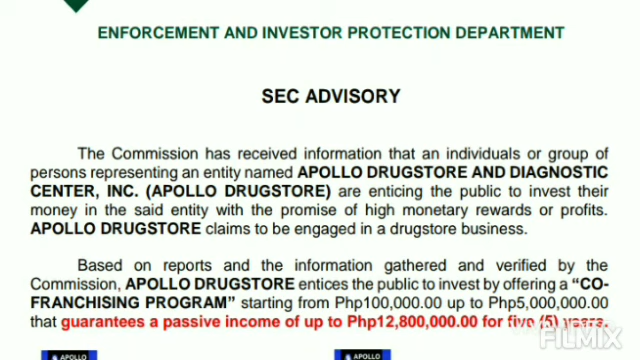 ENFORCEMENT AND INVESTOR PROTECTION DEPARTMENT
SEC ADVISORY
The Commission has received information that an individuals or group of
persons representing an entity named APOLLO DRUGSTORE AND DIAGNOSTIC
CENTER, INC. (APOLLO DRUGSTORE) are enticing the public to invest their
money in the said entity with the promise of high monetary rewards or profits.
APOLLO DRUGSTORE claims to be engaged in a drugstore business.
Based on reports and the information gathered and verified by the
Commission, APOLLO DRUGSTORE entices the public to invest by offering a “CO-
FRANCHISING PROGRAM” starting from Php100,000.00 up to Php5,000,000.00
that guarantees a passive income of up to Php12,800,000.00 for five (5) years.
MADE WITH
FILMIX
APOLLO APOLLO